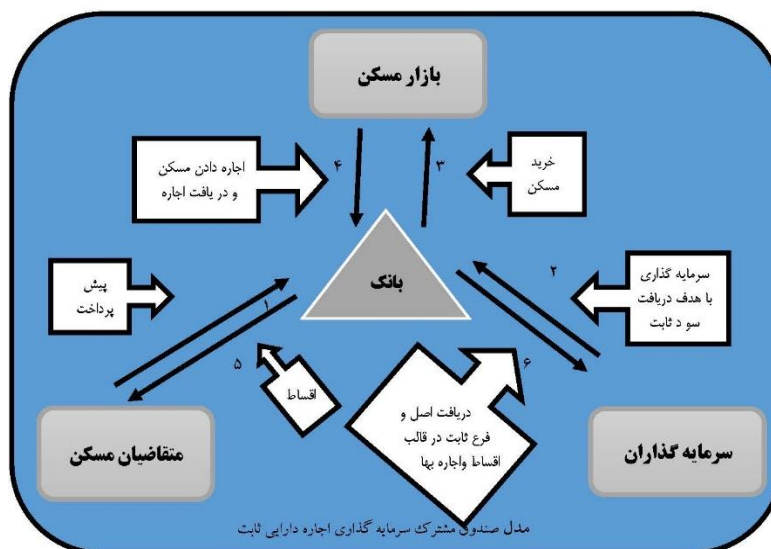 بازار مسکن
اجاره دادن مسکن
و در یافت اجاره
۴
۳
خرید
مسکن
پیش
پرداخت
۱
بانک
۲
سرمایه گذاری
با هدف دریافت
سو د ثابت
۵
اقساط
۶
دریافت اصل و
فرع ثابت در قالب
اقساط واجاره بها
متقاضیان مسکن
سرمایه گذاران
مدل صندوق مشترک سرمایه گذاری اجاره دارایی ثابت